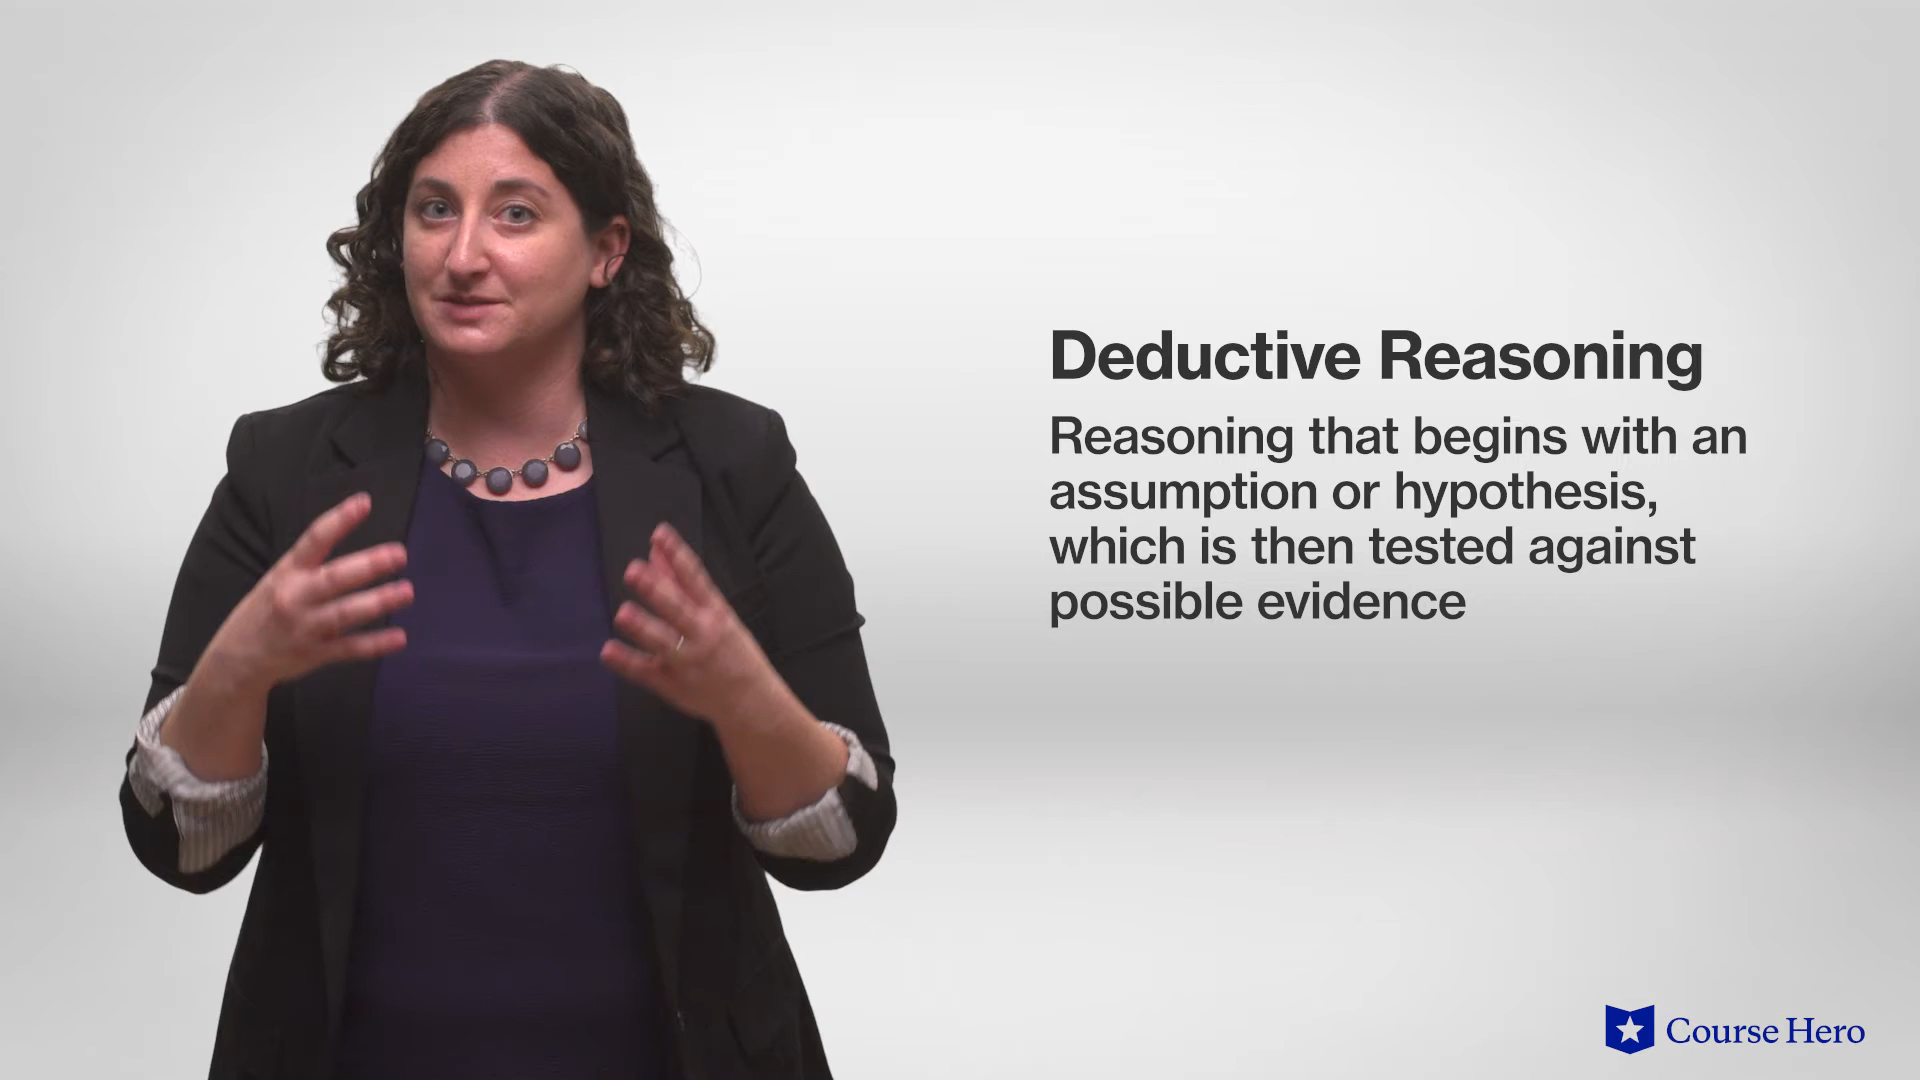 Deductive Reasoning
Reasoning that begins with an
assumption or hypothesis,
which is then tested against
possible evidence
Course Hero